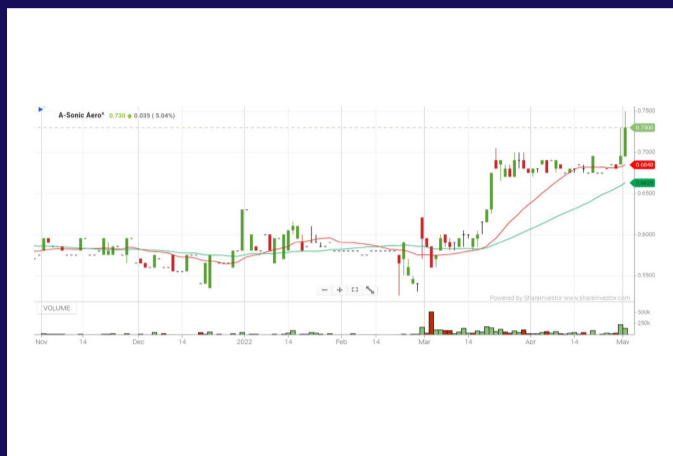 A-Sonic Aero^ 0.730 0.035 ( 5.04%)
0.7500
0.7300
0.7000
0.6840
0.6500
0.6000
0.5500
Powered by ShareInvestor www.shareinvestor.com
VOLUME
500k
250k
Nov 14 Dec 14 2022 14 Feb 14 Mar 14 Apr 14 May